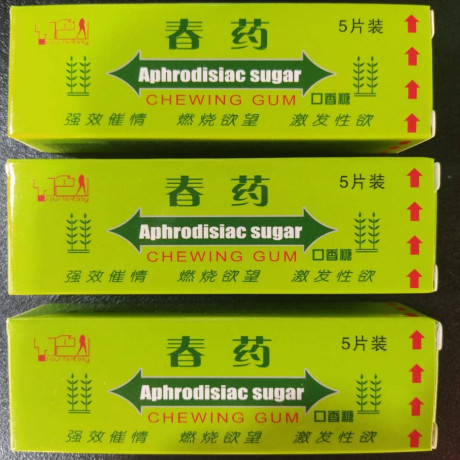 春药
5片装
Aphrodisiac sugar
CHEWING GUM 口香糖
强效催情 燃烧欲望 激发性欲
春药
5片装
Aphrodisiac sugar
CHEWING GUM 口香糖
强效催情 燃烧欲望 激发性欲
春药
5片装
Aphrodisiac sugar
CHEWING GUM 口香糖
强效催情 燃烧欲望 激发性欲